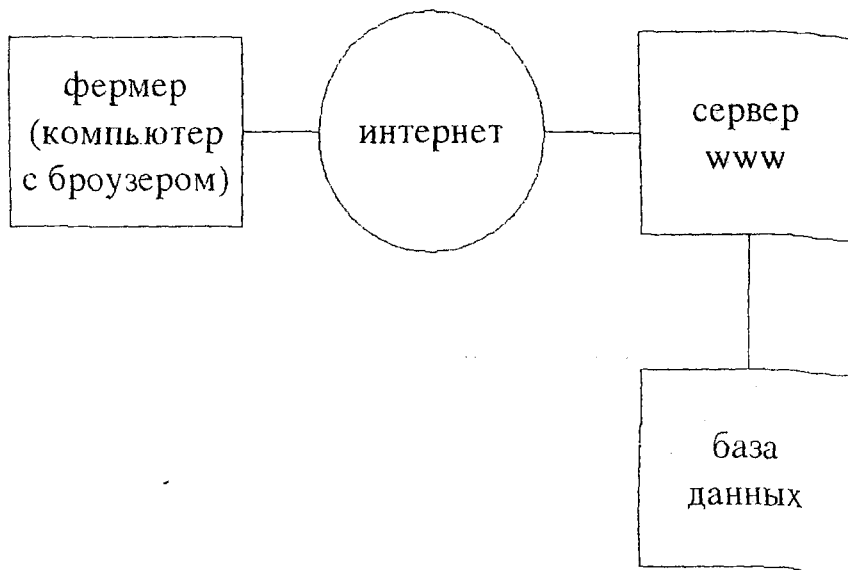 фермер
(компьютер
с броузером)
интернет
сервер
www
база
данных